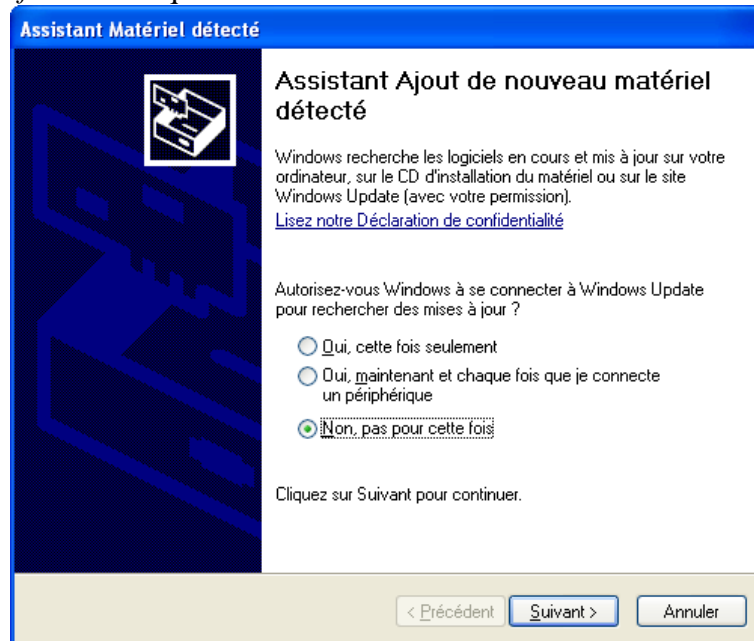 Assistant Matériel détecté
Assistant Ajout de nouveau matériel
détecté
Windows recherche les logiciels en cours et mis à jour sur votre
ordinateur, sur le CD d'installation du matériel ou sur le site
Windows Update (avec votre permission).
Lisez notre Déclaration de confidentialité
Autorisez-vous Windows à se connecter à Windows Update
pour rechercher des mises à jour ?
Oui, cette fois seulement
Oui, maintenant et chaque fois que je connecte
un périphérique
Non, pas pour cette fois
Cliquez sur Suivant pour continuer.
< Précédent Suivant > Annuler